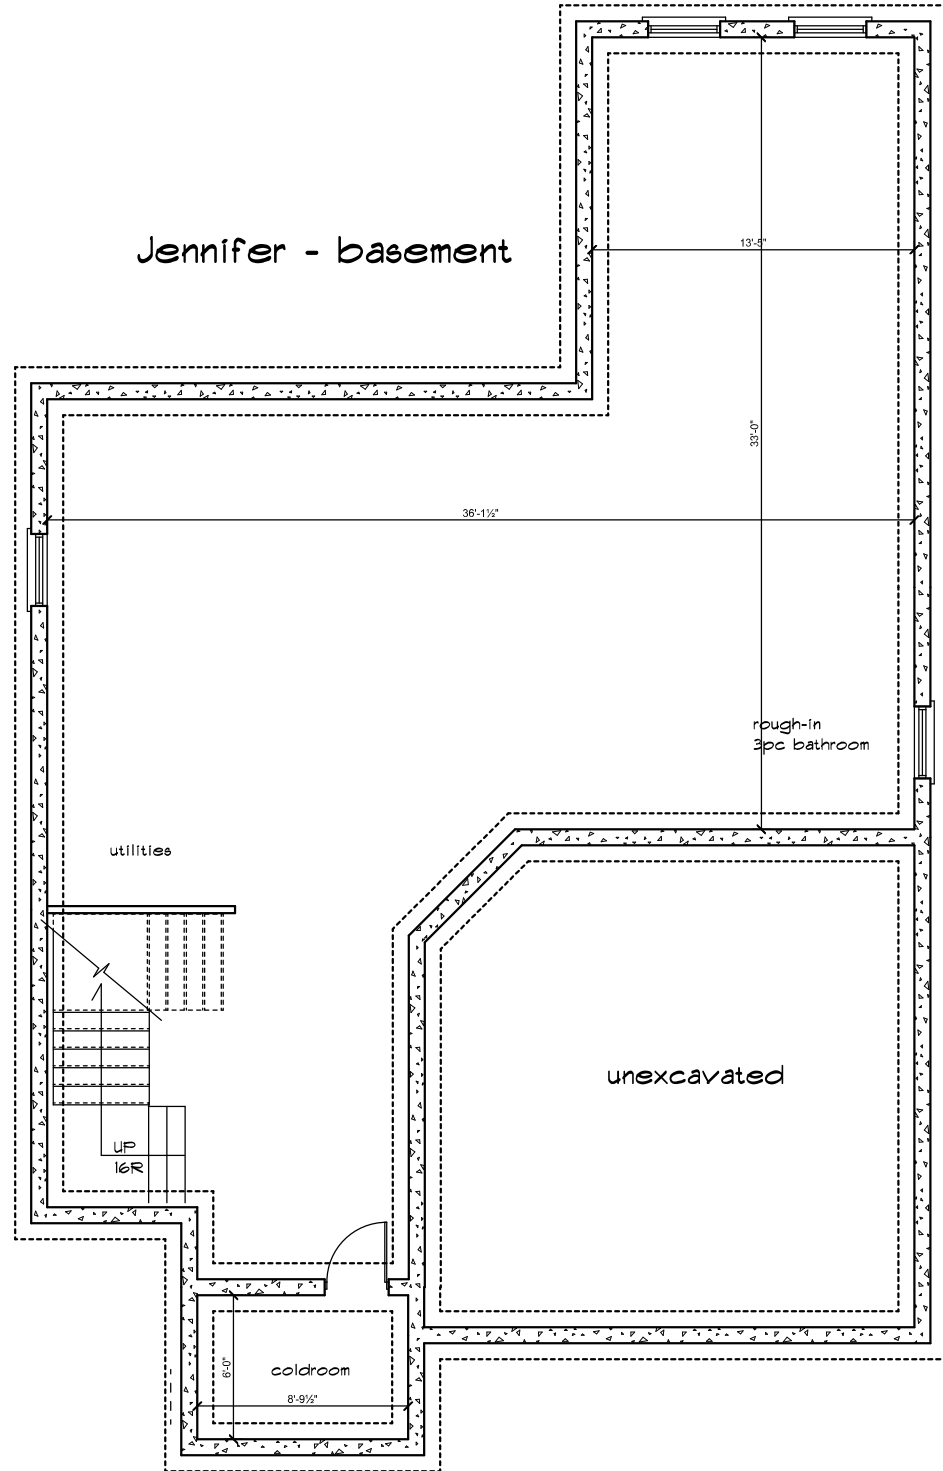 Jennifer - basement
13'-5"
33'-0"
36'-1½"
rough-in
3pc bathroom
utilities
unexcavated
UP
16R
coldroom
6'-0"
8'-9½"